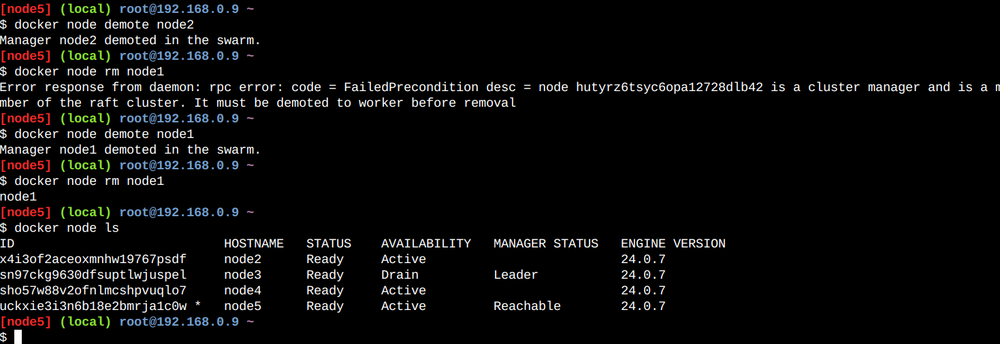 [node5] (local) root@192.168.0.9 ~
$ docker node demote node2
Manager node2 demoted in the swarm.
[node5] (local) root@192.168.0.9 ~
$ docker node rm node1
Error response from daemon: rpc error: code = FailedPrecondition desc = node hutyrz6tsyc6opa12728dlb42 is a cluster manager and is a m
mber of the raft cluster. It must be demoted to worker before removal
[node5] (local) root@192.168.0.9 ~
$ docker node demote node1
Manager node1 demoted in the swarm.
[node5] (local) root@192.168.0.9 ~
$ docker node rm node1
node1
[node5] (local) root@192.168.0.9 ~
$ docker node ls
ID HOSTNAME STATUS AVAILABILITY MANAGER STATUS ENGINE VERSION
x4i3of2aceoxmnhw19767psdf node2 Ready Active 24.0.7
sn97ckg9630dfsuptlwjuspel node3 Ready Drain Leader 24.0.7
sho57w88v2ofnlmcshpvuqlo7 node4 Ready Active 24.0.7
uckxie3i3n6b18e2bmrja1c0w * node5 Ready Active Reachable 24.0.7
[node5] (local) root@192.168.0.9 ~
$